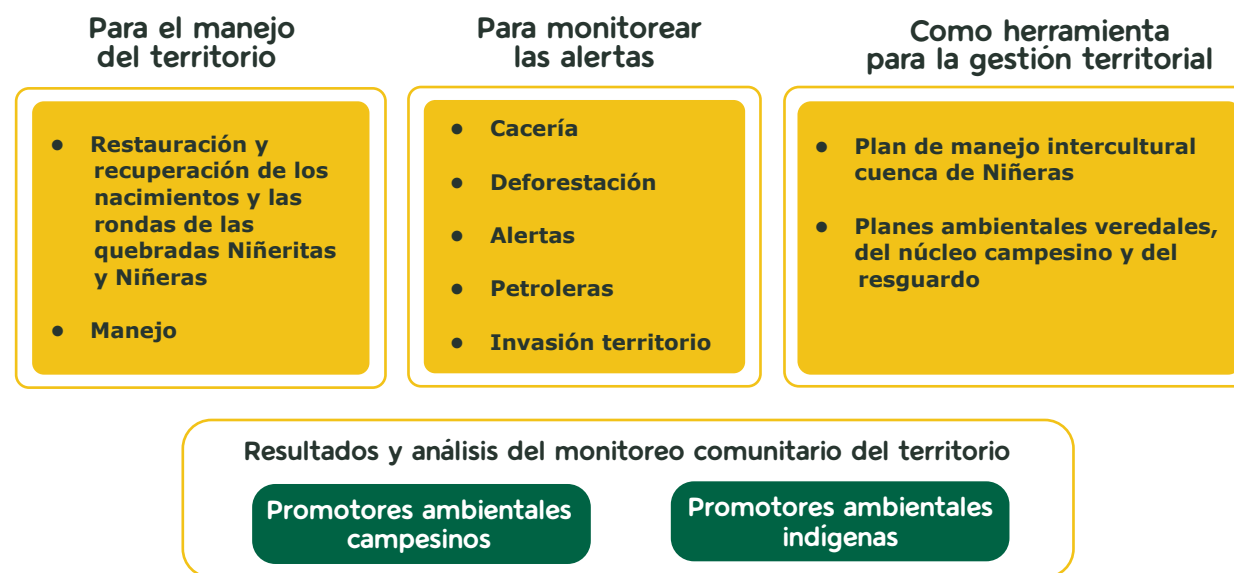 Para el manejo
del territorio
● Restauración y
recuperación de los
nacimientos y las
rondas de las
quebradas Niñeritas
y Niñeras
● Manejo
Para monitorear
las alertas
● Cacería
● Deforestación
● Alertas
● Petroleras
● Invasión territorio
Como herramienta
para la gestión territorial
● Plan de manejo intercultural
cuenca de Niñeras
● Planes ambientales veredales,
del núcleo campesino y del
resguardo
Resultados y análisis del monitoreo comunitario del territorio
Promotores ambientales
campesinos
Promotores ambientales
indígenas